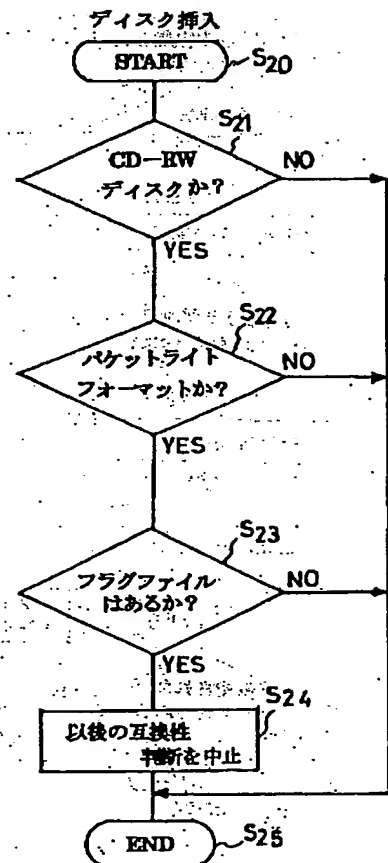 ディスク挿入
START
S20
S21
CD-RW
ディスクか?
NO
YES
S22
パケットライト
フォーマットか?
NO
YES
S23
フラグファイル
はあるか?
NO
YES
S24
以後の互換性
判断を中止
END
S25